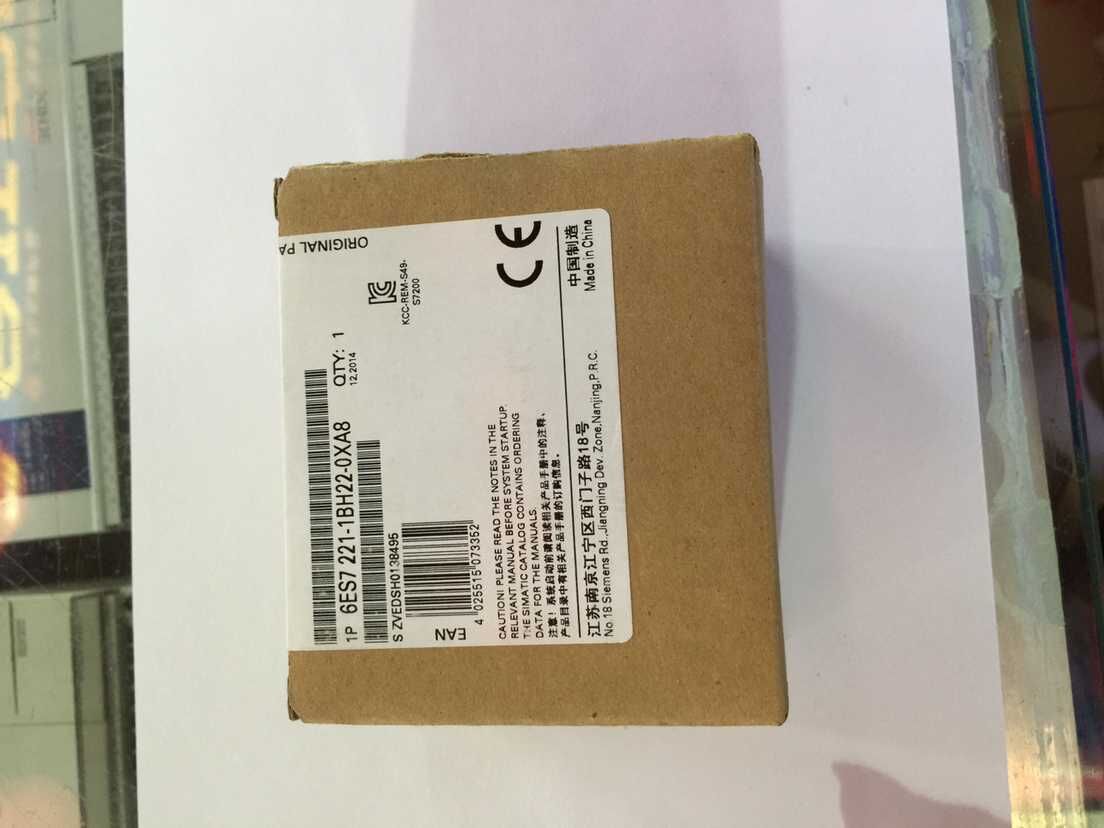 ORIGINAL PA
1P 6ES7 221-1BH22-0XA8 QTY: 1
12,2014
S ZVEDSH0138495
KCC-REM-S49-
S7200
EAN
4 025515 073352
CE
CAUTION! PLEASE READ THE NOTES IN THE
RELEVANT MANUAL BEFORE SYSTEM STARTUP.
THE SIMATIC CATALOG CONTAINS ORDERING
DATA FOR THE MANUALS.
注意！系统启动前请阅读相关产品手册中的注释、
产品目录中有相关产品手册的订购信息。
江苏南京江宁区西门子路18号
No.18 Siemens Rd.,Jiangning Dev. Zone,Nanjing,P.R.C.
中国制造
Made in China